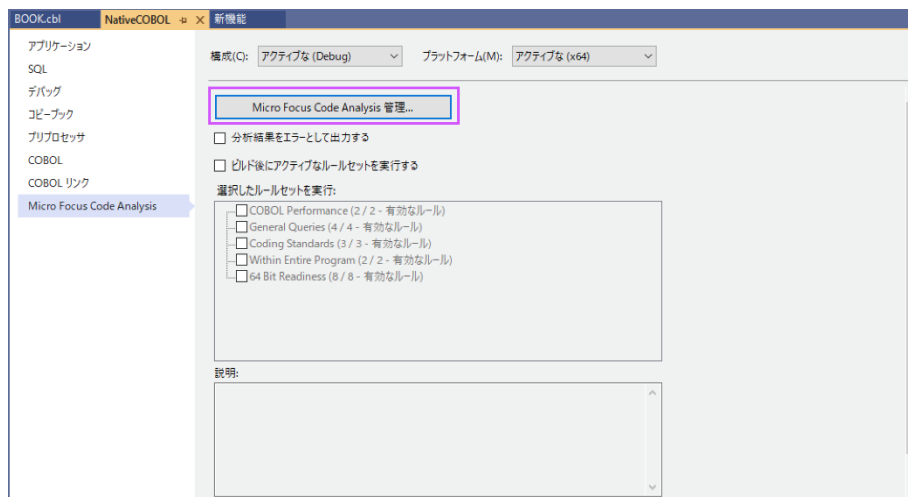 BOOK.cbl NativeCOBOL 新機能
アプリケーション
SQL
デバッグ
コピーブック
プリプロセッサ
COBOL
COBOL リンク
Micro Focus Code Analysis
構成(C): アクティブな (Debug) プラットフォーム(M): アクティブな (x64)
Micro Focus Code Analysis 管理...
分析結果をエラーとして出力する
ビルド後にアクティブなルールセットを実行する
選択したルールセットを実行:
COBOL Performance (2 / 2 - 有効なルール)
General Queries (4 / 4 - 有効なルール)
Coding Standards (3 / 3 - 有効なルール)
Within Entire Program (2 / 2 - 有効なルール)
64 Bit Readiness (8 / 8 - 有効なルール)
説明: